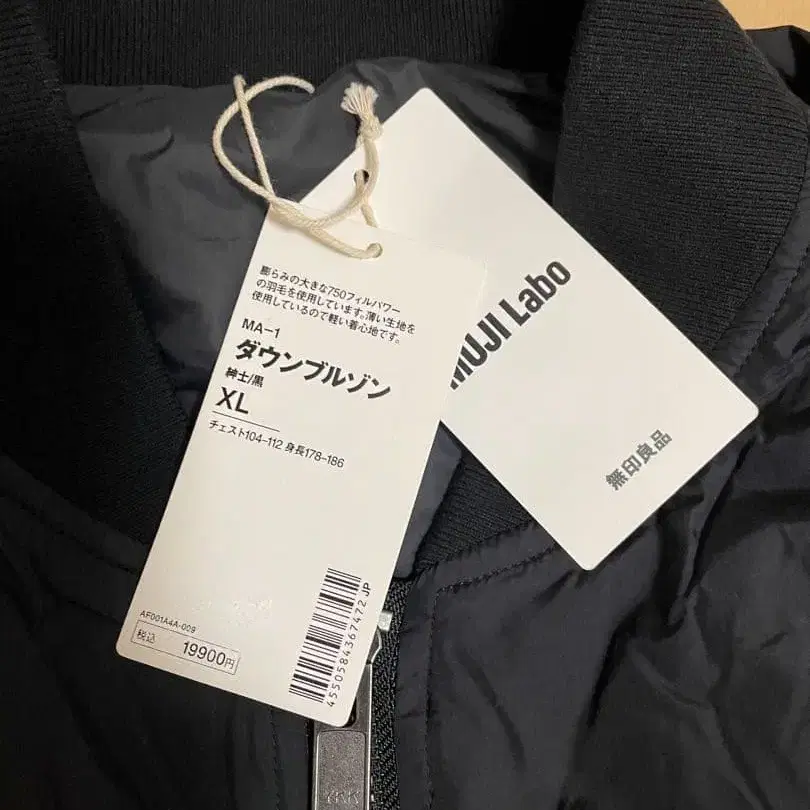 膨らみの大きな750フィルパワー
の羽毛を使用しています。薄い生地を
使用しているので軽い着心地です。
MA-1
ダウンブルゾン
紳士/黒
XL
チェスト104-112 身長178-186
AF001A4A-009
税込 19900円
4550584367472 JP
MUJI Labo
無印良品
YKK